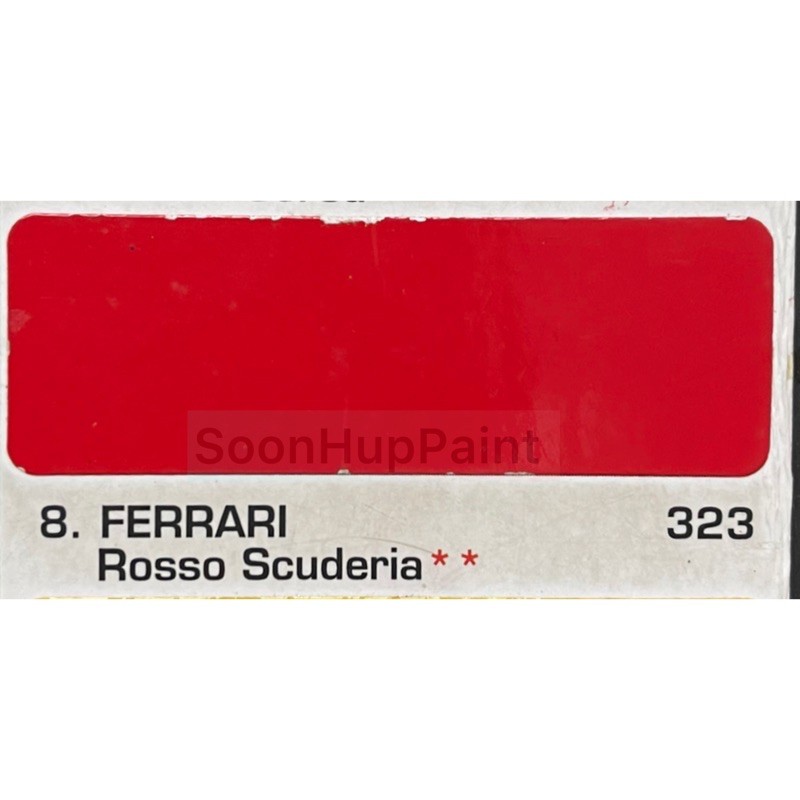 SoonHupPaint
8. FERRARI 323
Rosso Scuderia**